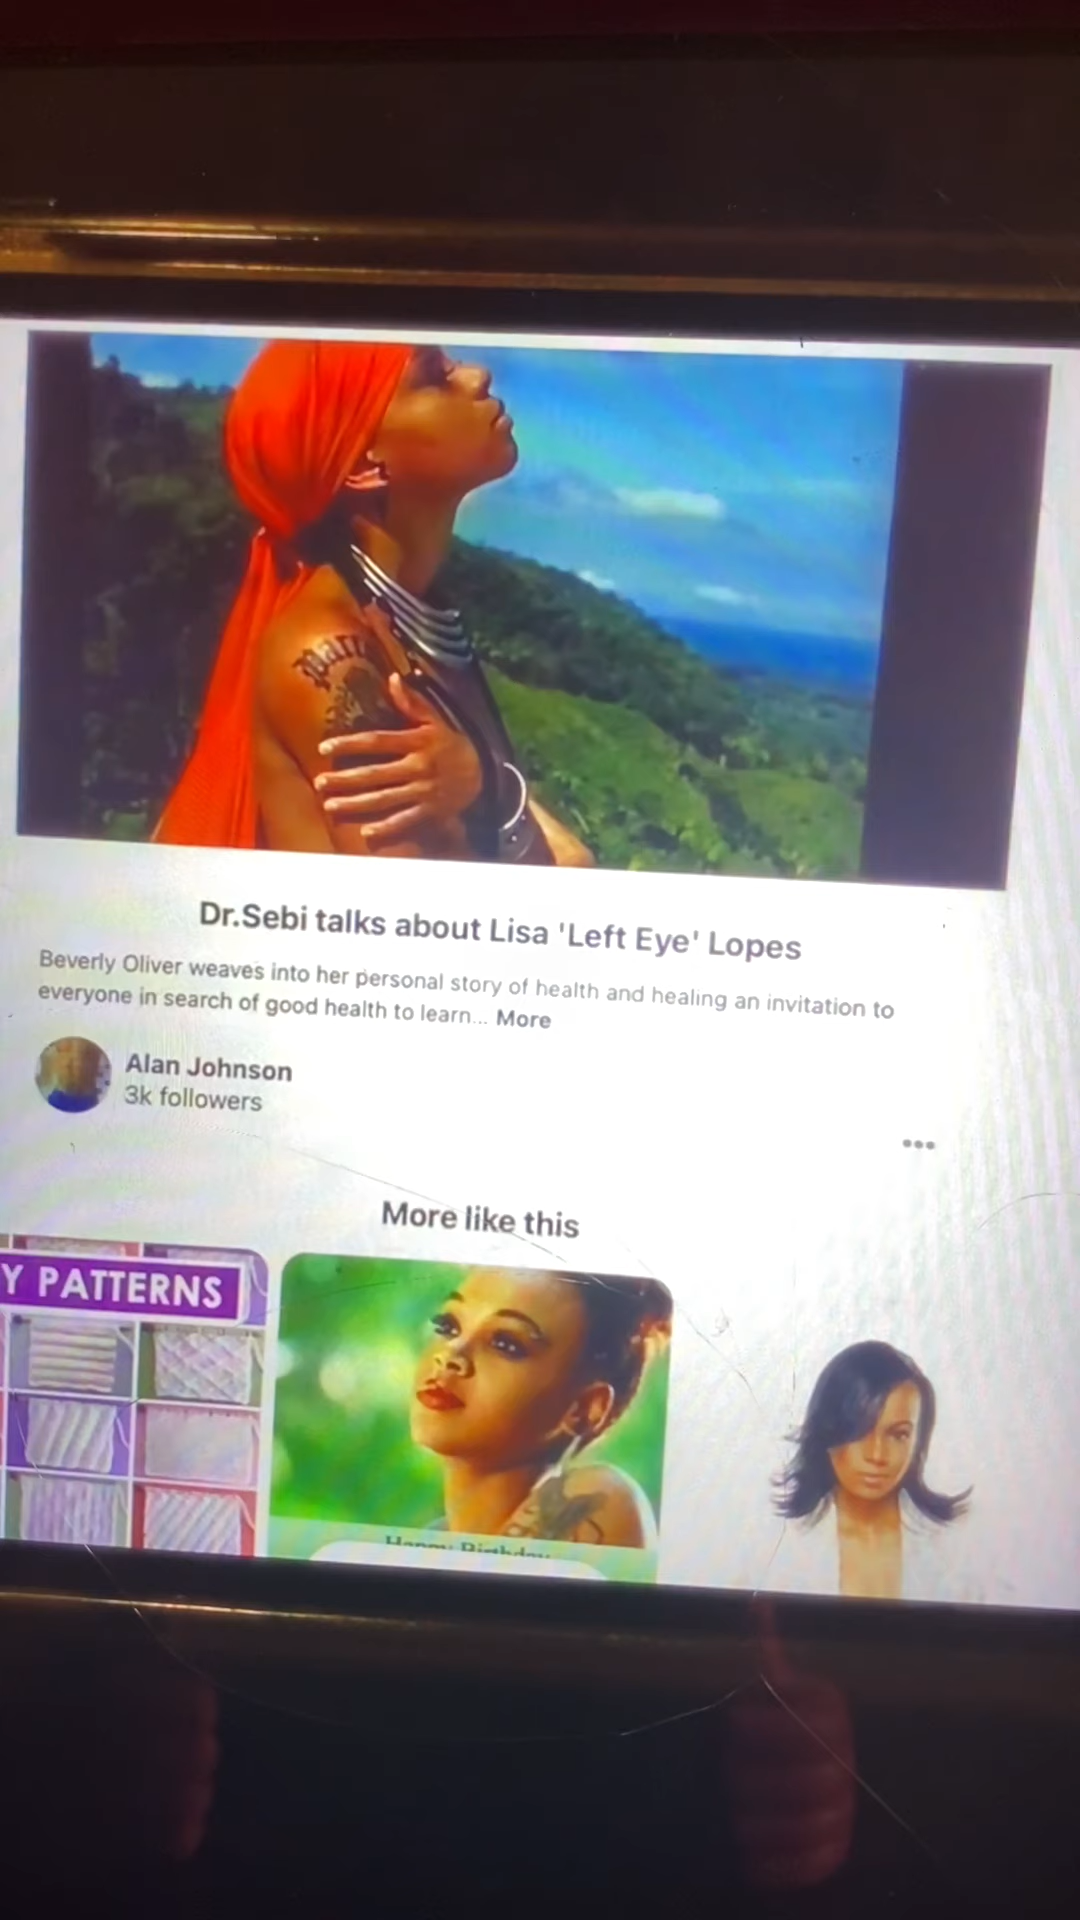 Dr.Sebi talks about Lisa 'Left Eye' Lopes
Beverly Oliver weaves into her personal story of health and healing an invitation to
everyone in search of good health to learn... More
Alan Johnson
3k followers
More like this
Y PATTERNS
Happy Birthday